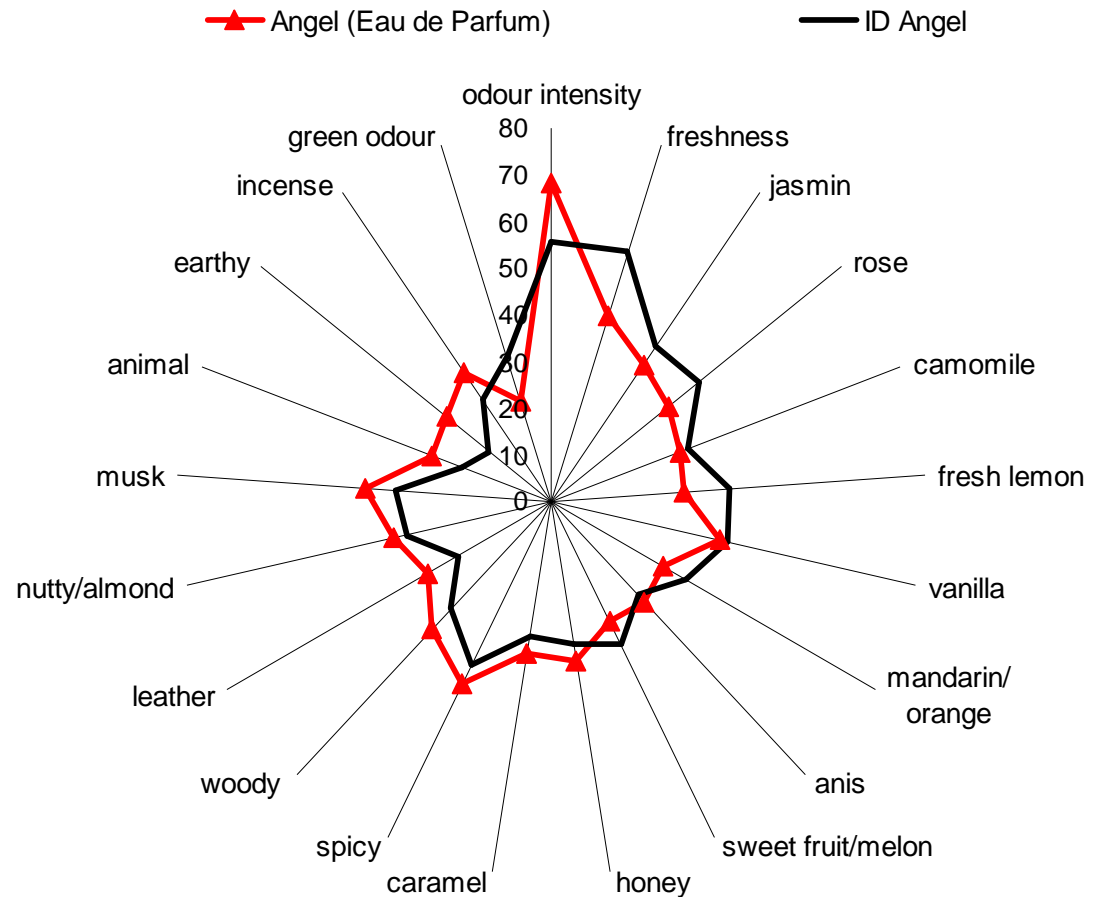 Angel (Eau de Parfum)
ID Angel
odour intensity
freshness
jasmin
rose
camomile
fresh lemon
vanilla
mandarin/
orange
anis
sweet fruit/melon
honey
caramel
spicy
woody
leather
nutty/almond
musk
animal
earthy
incense
green odour
80
70
60
50
40
30
20
10
0